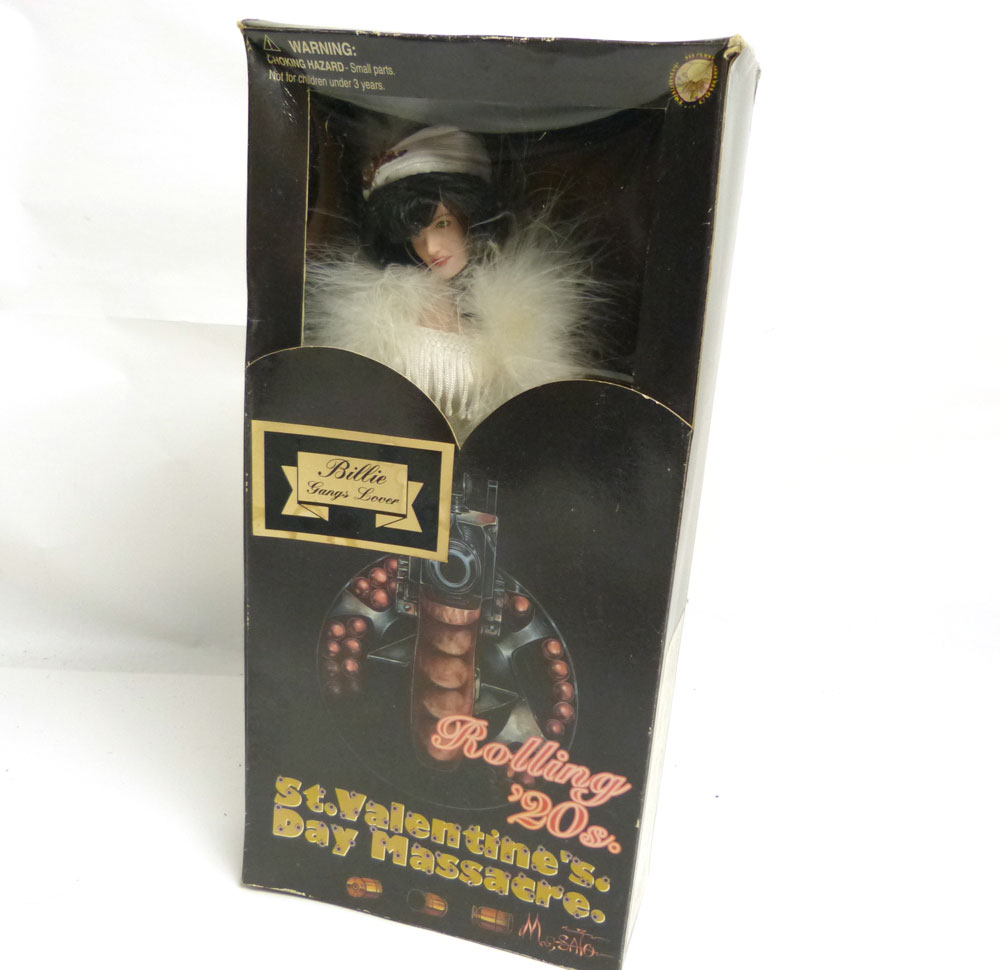 WARNING:
CHOKING HAZARD - Small parts.
Not for children under 3 years.
Billie
Gangs Lover
Rolling
'20s.
St.Valentine's.
Day Massacre.